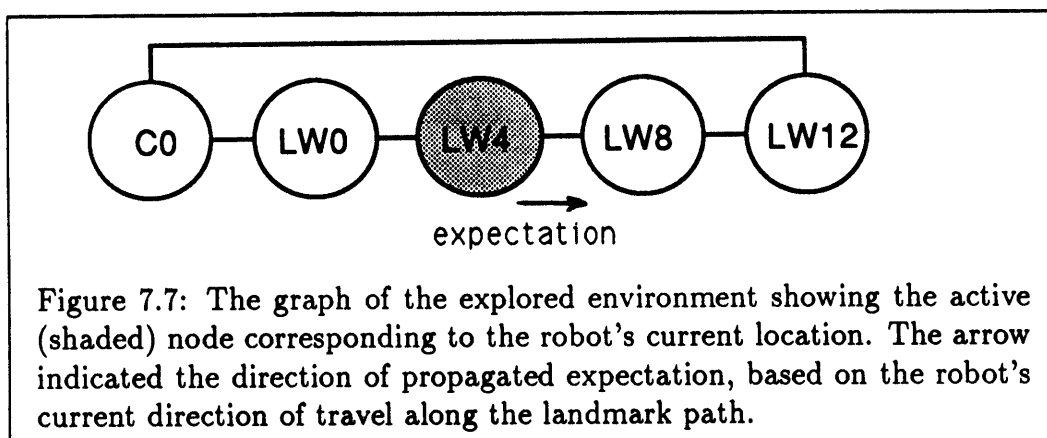 C0 LW0 LW4 LW8 LW12
expectation
Figure 7.7: The graph of the explored environment showing the active
(shaded) node corresponding to the robot's current location. The arrow
indicated the direction of propagated expectation, based on the robot's
current direction of travel along the landmark path.